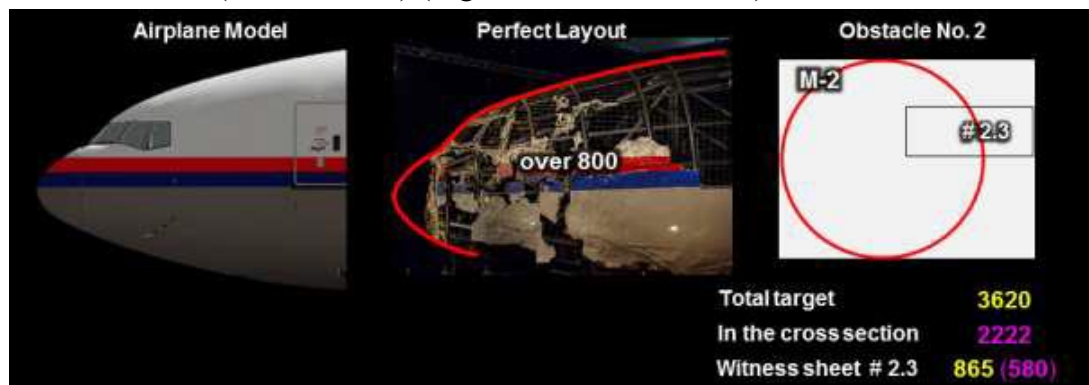 Airplane Model
Perfect Layout
Obstacle No. 2
M-2
# 2.3
over 800
Total target 3620
In the cross section 2222
Witness sheet # 2.3 865 (580)